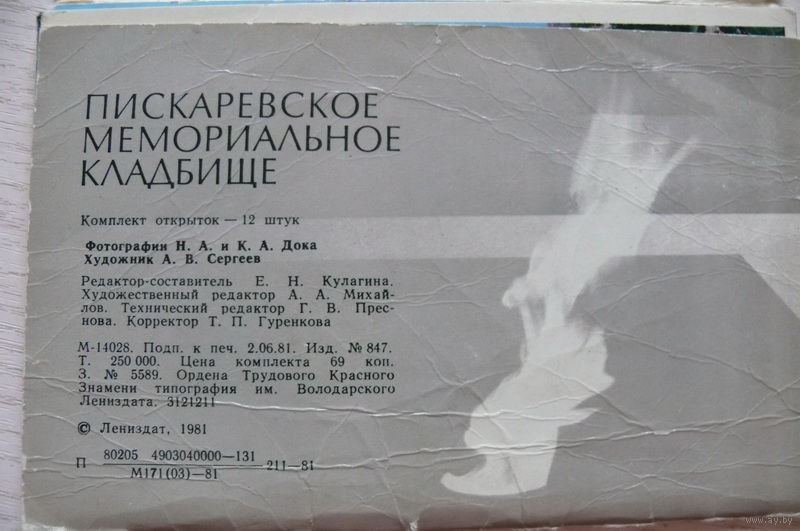 ПИСКАРЕВСКОЕ
МЕМОРИАЛЬНОЕ
КЛАДБИЩЕ
Комплект открыток — 12 штук
Фотографии Н. А. и К. А. Дока
Художник А. В. Сергеев
Редактор-составитель Е. Н. Кулагина.
Художественный редактор А. А. Михай-
лов. Технический редактор Г. В. Прес-
нова. Корректор Т. П. Гуренкова
М-14028. Подп. к печ. 2.06.81. Изд. № 847.
Т. 250 000. Цена комплекта 69 коп.
З. № 5589. Ордена Трудового Красного
Знамени типография им. Володарского
Лениздата. 3121211
© Лениздат, 1981
П 80205 4903040000—131
М171(03)—81 211—81
www.ay.by